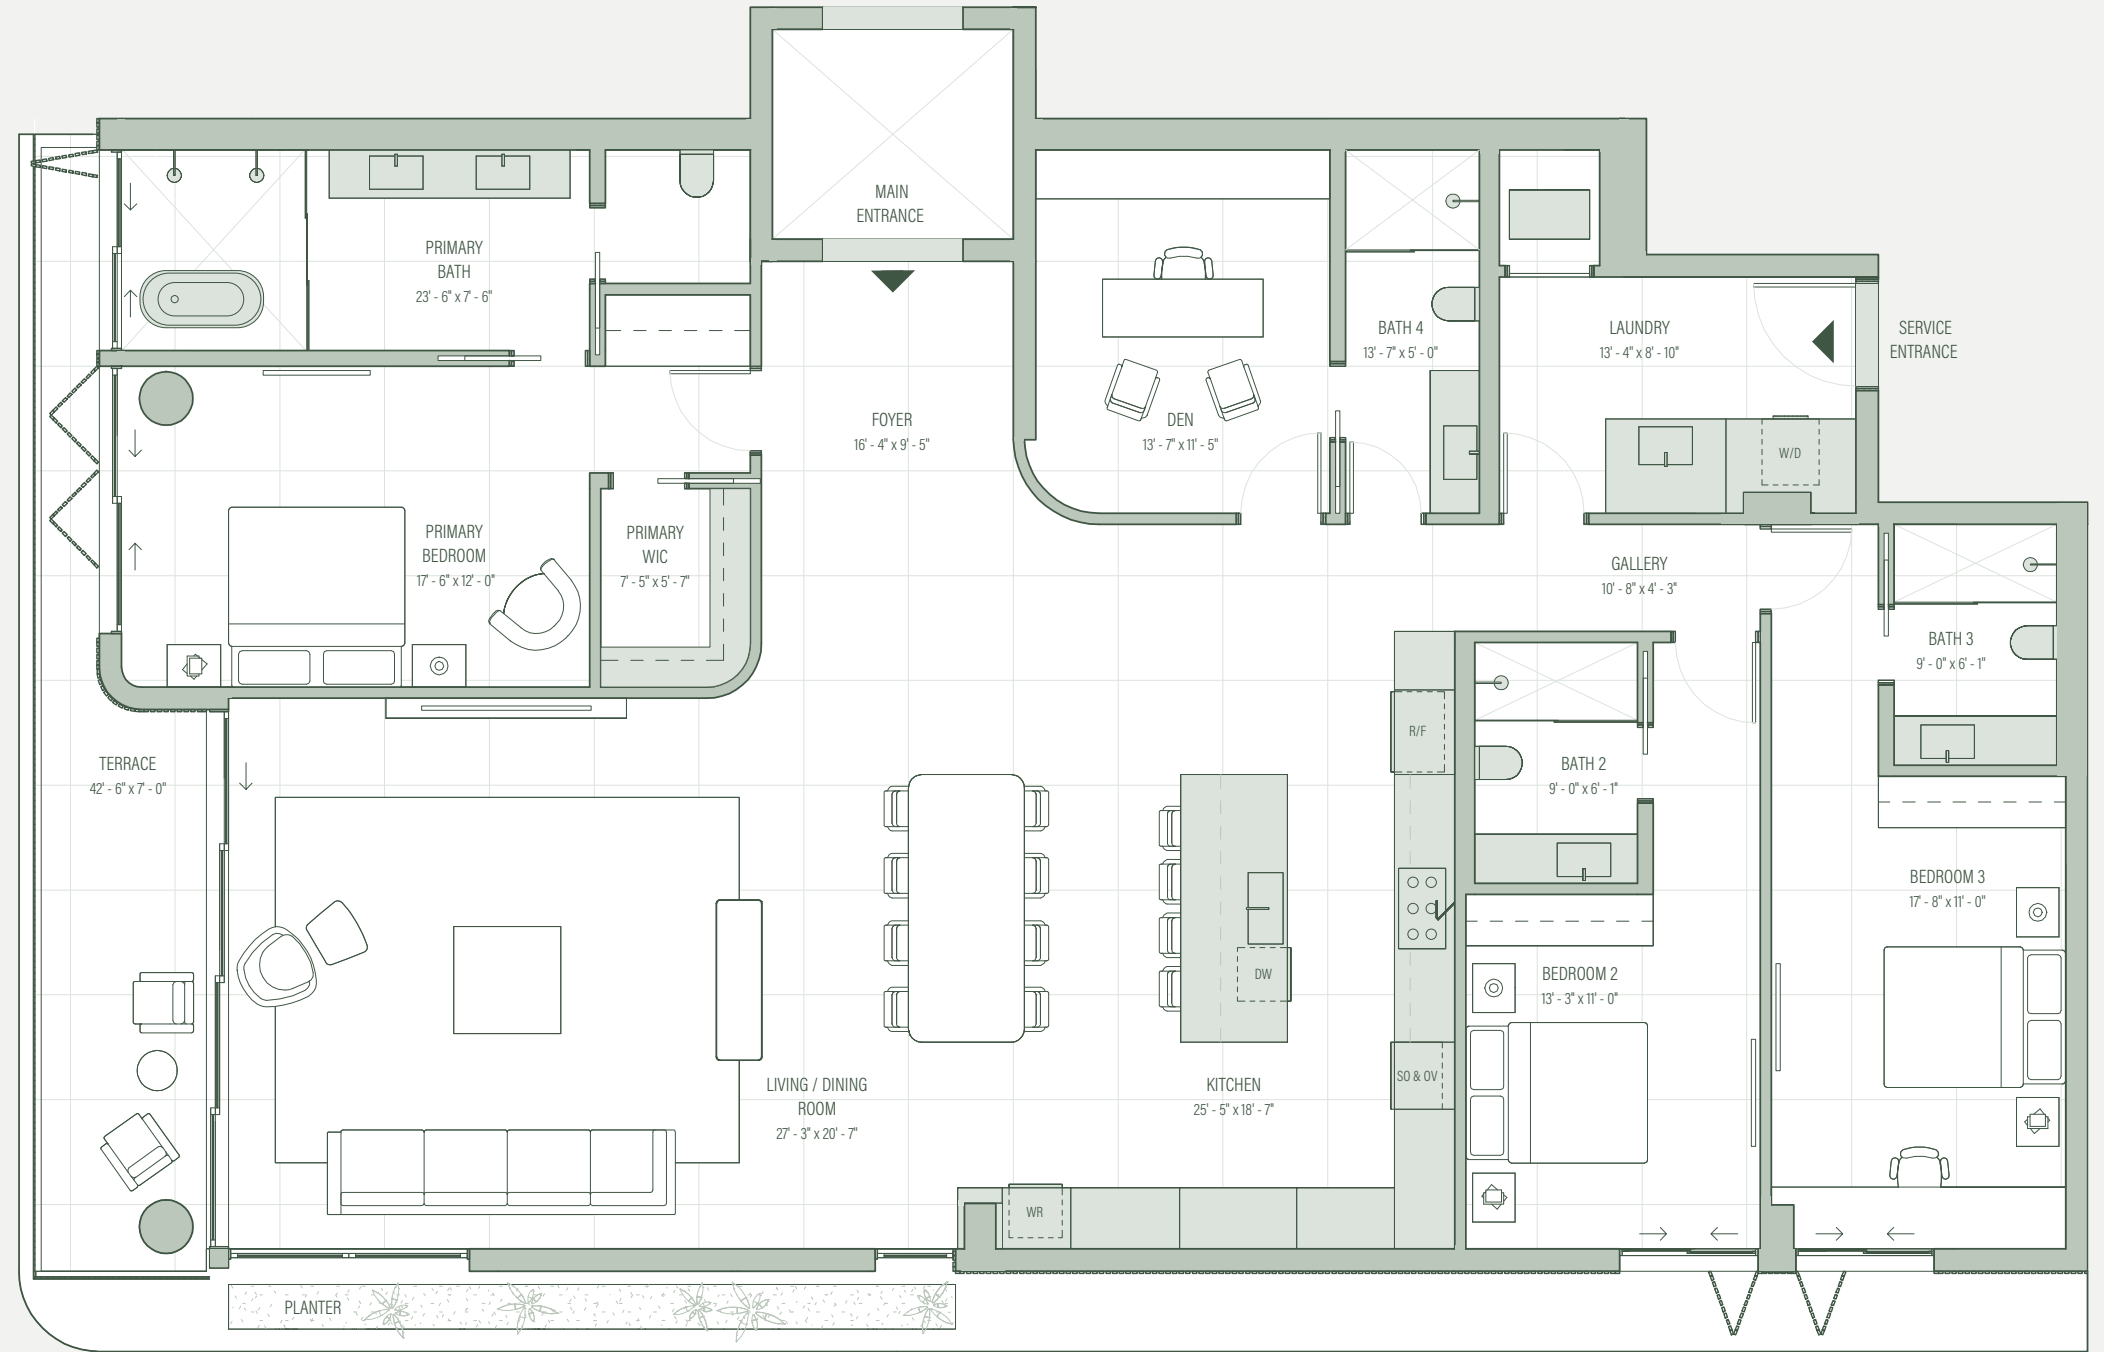 MAIN
ENTRANCE
PRIMARY
BATH
23' - 6" x 7' - 6"
BATH 4
13' - 7" x 5' - 0"
LAUNDRY
13' - 4" x 8' - 10"
SERVICE
ENTRANCE
FOYER
16' - 4" x 9' - 5"
DEN
13' - 7" x 11' - 5"
W/D
PRIMARY
BEDROOM
17' - 6" x 12' - 0"
PRIMARY
WIC
7' - 5" x 5' - 7"
GALLERY
10' - 8" x 4' - 3"
BATH 3
9' - 0" x 6' - 1"
R/F
TERRACE
42' - 6" x 7' - 0"
BATH 2
9' - 0" x 6' - 1"
BEDROOM 3
17' - 8" x 11' - 0"
DW
BEDROOM 2
13' - 3" x 11' - 0"
SO & OV
LIVING / DINING
ROOM
27' - 3" x 20' - 7"
KITCHEN
25' - 5" x 18' - 7"
WR
PLANTER